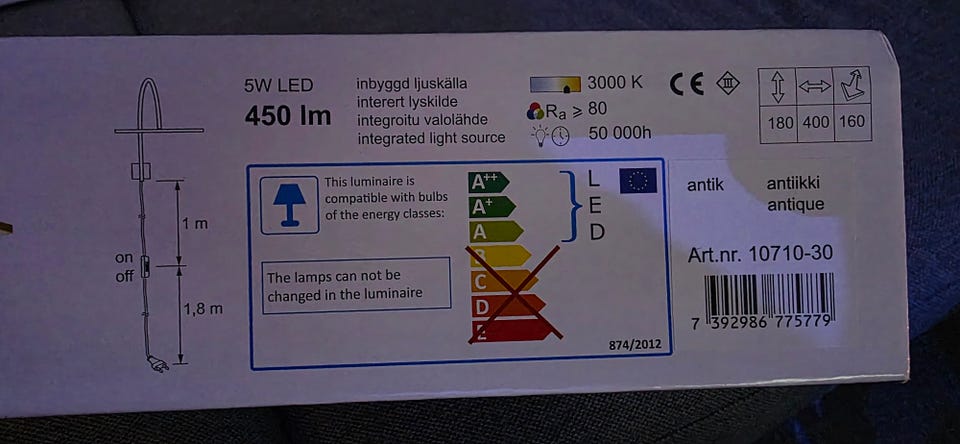 5W LED
450 lm
inbyggd ljuskälla
interert lyskilde
integroitu valolähde
integrated light source
3000 K
Ra ≥ 80
50 000h
CE
III
180 400 160
1 m
on
off
1,8 m
This luminaire is
compatible with bulbs
of the energy classes:
The lamps can not be
changed in the luminaire
A++
A+
A
B
C
D
E
L
E
D
874/2012
antik
antiikki
antique
Art.nr. 10710-30
7 392986 775779